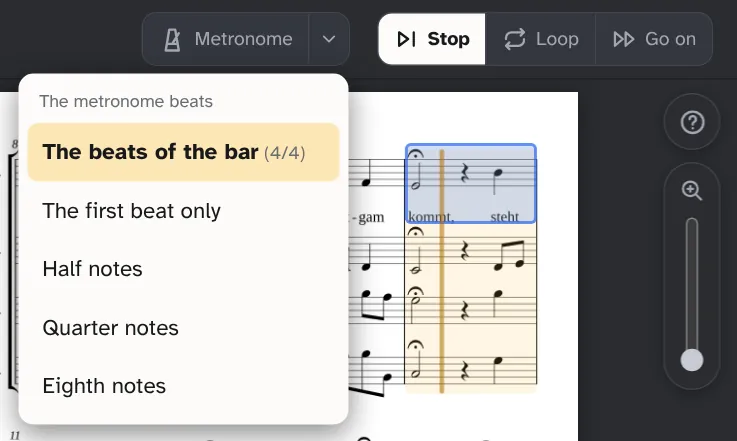 Metronome
Stop
Loop
Go on
The metronome beats
The beats of the bar (4/4)
The first beat only
Half notes
Quarter notes
Eighth notes
8
-gam kommt, steht
11